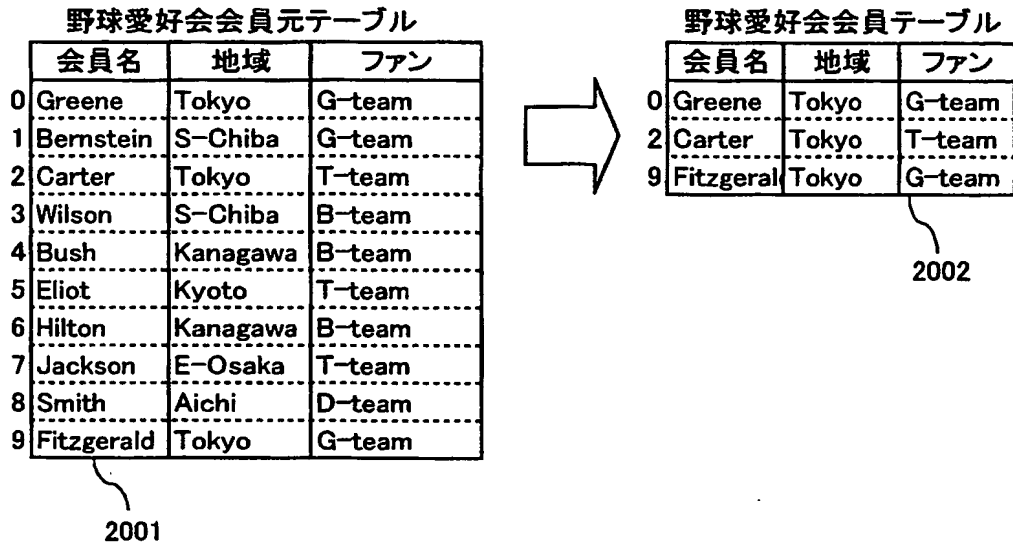 野球愛好会会員元テーブル
会員名 地域 ファン
0 Greene Tokyo G-team
1 Bernstein S-Chiba G-team
2 Carter Tokyo T-team
3 Wilson S-Chiba B-team
4 Bush Kanagawa B-team
5 Eliot Kyoto T-team
6 Hilton Kanagawa B-team
7 Jackson E-Osaka T-team
8 Smith Aichi D-team
9 Fitzgerald Tokyo G-team
2001
野球愛好会会員テーブル
会員名 地域 ファン
0 Greene Tokyo G-team
2 Carter Tokyo T-team
9 Fitzgeral Tokyo G-team
2002